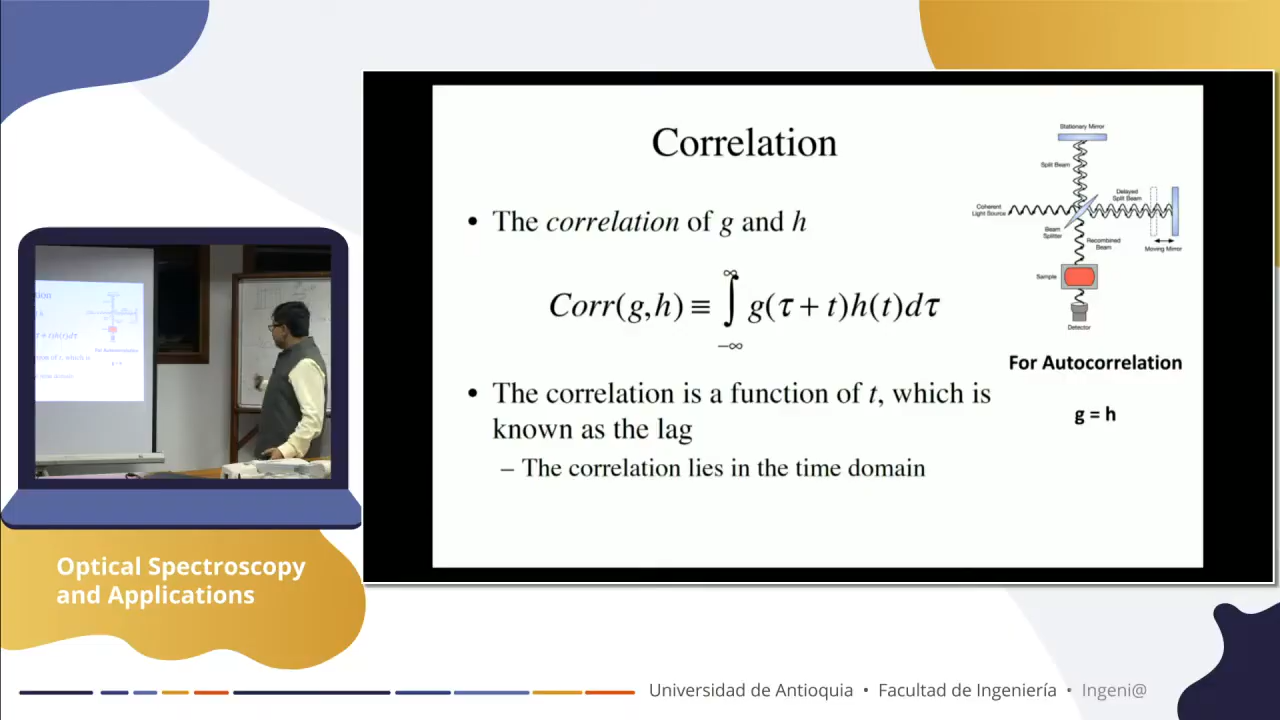 Correlation
• The correlation of g and h
Corr(g,h) ≡ ∫_{−∞}^{∞} g(τ + t)h(t)dτ
• The correlation is a function of t, which is
known as the lag
– The correlation lies in the time domain
Stationary Mirror
Split Beam
Coherent
Light Source
Delayed
Split Beam
Beam
Splitter
Recombined
Beam
Moving Mirror
Sample
Detector
For Autocorrelation
g = h
Optical Spectroscopy
and Applications
Universidad de Antioquia • Facultad de Ingeniería • Ingeni@